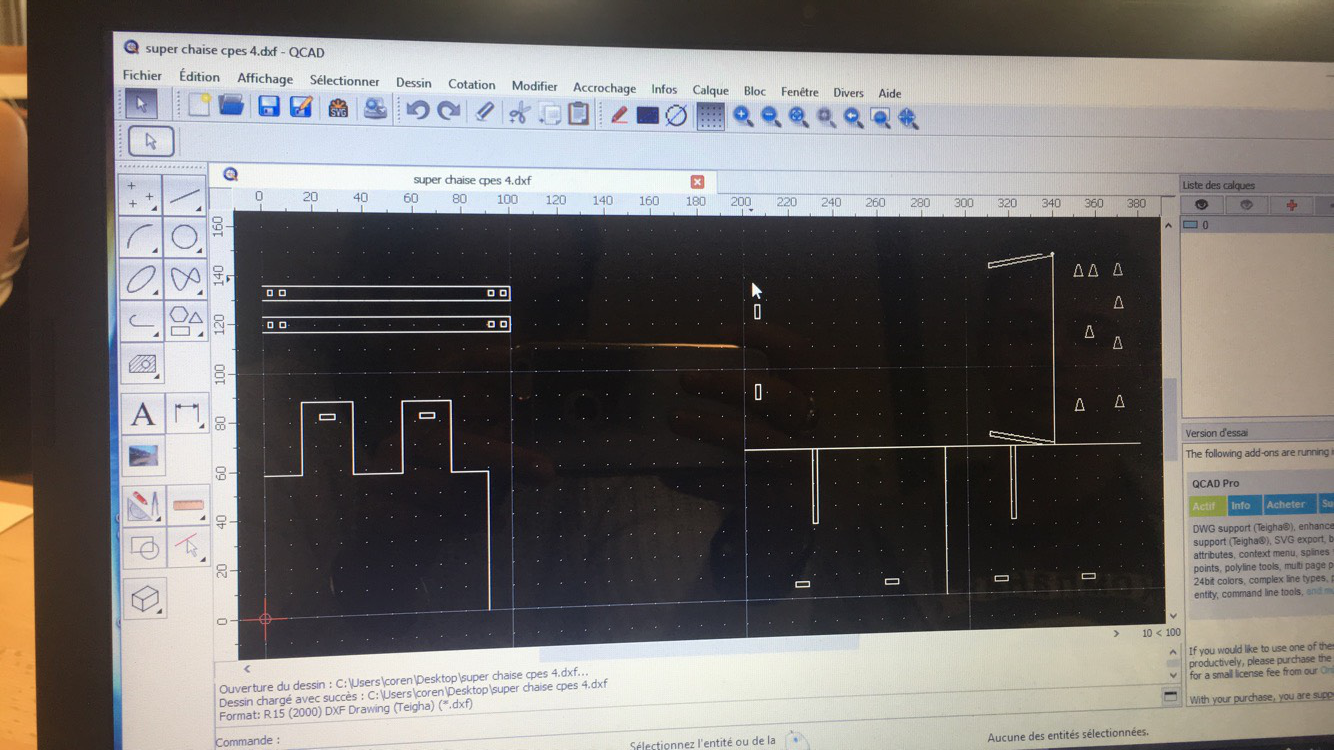 super chaise cpes 4.dxf - QCAD
Fichier Édition Affichage Sélectionner Dessin Cotation Modifier Accrochage Infos Calque Bloc Fenêtre Divers Aide
SVG
super chaise cpes 4.dxf
Liste des calques
0 20 40 60 80 100 120 140 160 180 200 220 240 260 280 300 320 340 360 380
0
160
140
120
100
80
60
40
20
0
A
Version d'essai
The following add-ons are running
QCAD Pro
Actif Info Acheter
DWG support (Teigha®), enhance
support (Teigha®), SVG export, b
attributes, context menu, splines
points, polyline tools, multi page p
24bit colors, complex line types,
entity, command line tools, and
10 < 100
If you would like to use one of the
productively, please purchase the
for a small license fee from our
With your purchase, you are supp
Ouverture du dessin : C:\Users\coren\Desktop\super chaise cpes 4.dxf...
Dessin chargé avec succès : C:\Users\coren\Desktop\super chaise cpes 4.dxf
Format: R15 (2000) DXF Drawing (Teigha) (*.dxf)
Commande :
Sélectionnez l'entité ou de la
Aucune des entités sélectionnées.